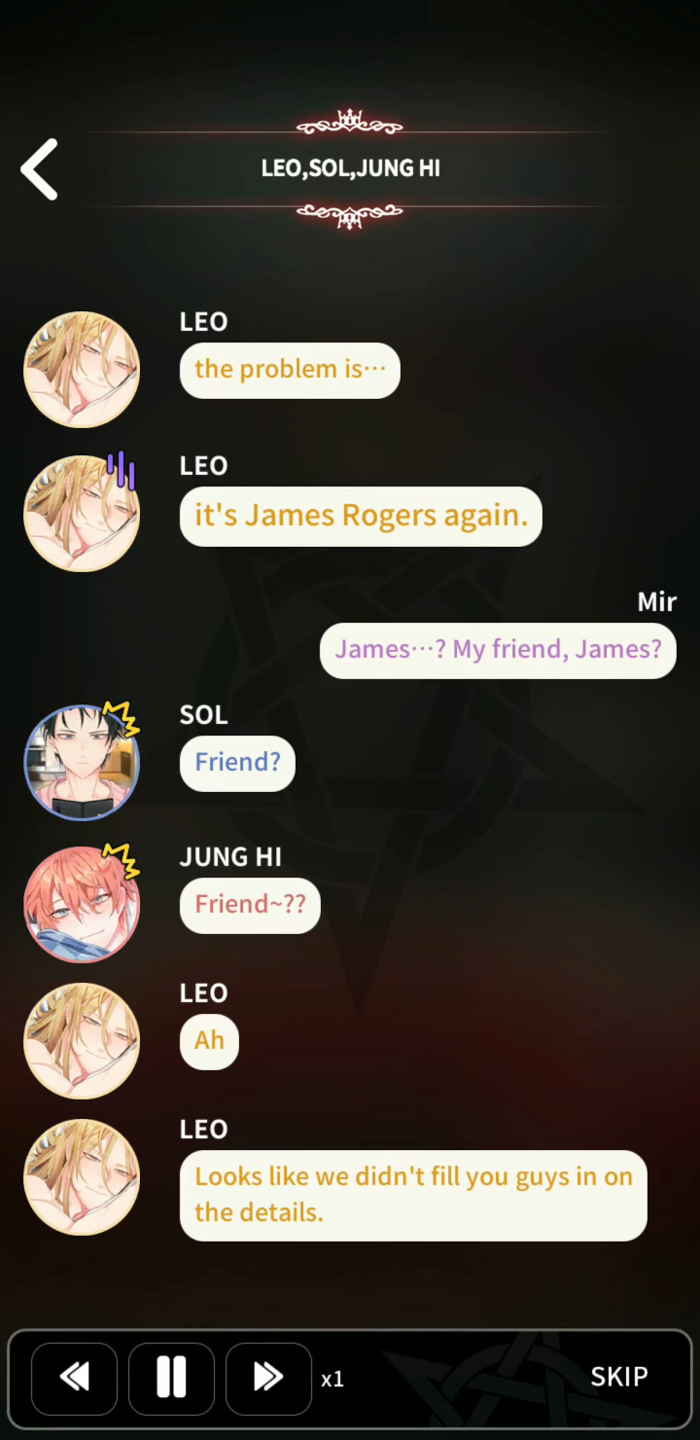 LEO,SOL,JUNG HI
LEO
the problem is…
LEO
it's James Rogers again.
Mir
James…? My friend, James?
SOL
Friend?
JUNG HI
Friend~??
LEO
Ah
LEO
Looks like we didn't fill you guys in on
the details.
x1
SKIP